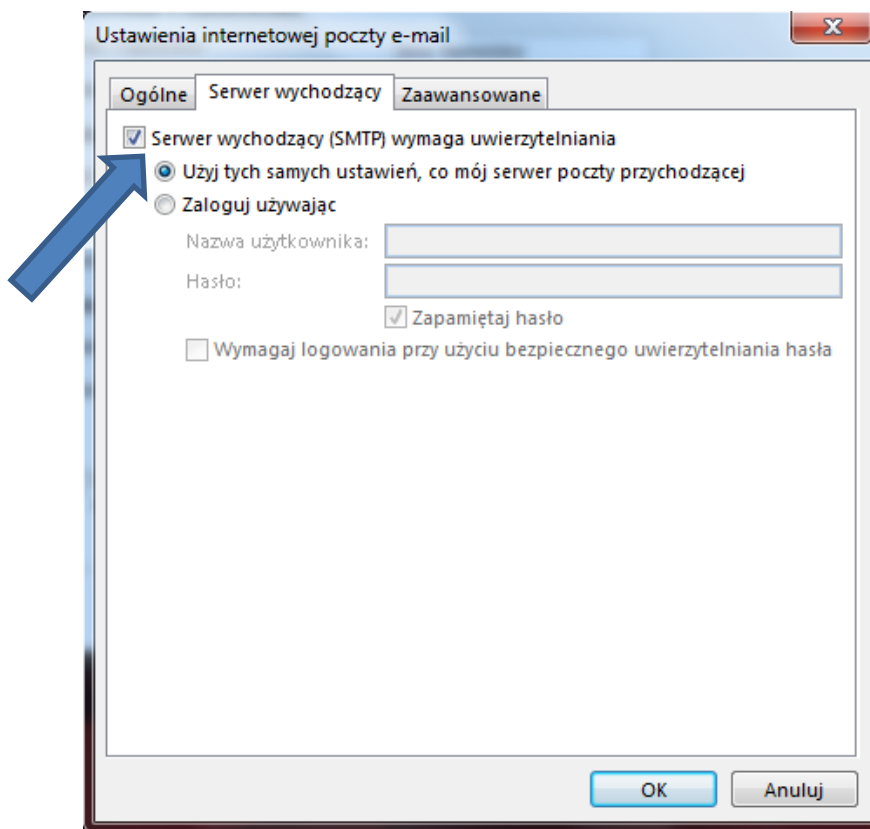 Ustawienia internetowej poczty e-mail
Ogólne Serwer wychodzący Zaawansowane
Serwer wychodzący (SMTP) wymaga uwierzytelniania
Użyj tych samych ustawień, co mój serwer poczty przychodzącej
Zaloguj używając
Nazwa użytkownika:
Hasło:
Zapamiętaj hasło
Wymagaj logowania przy użyciu bezpiecznego uwierzytelniania hasła
OK Anuluj